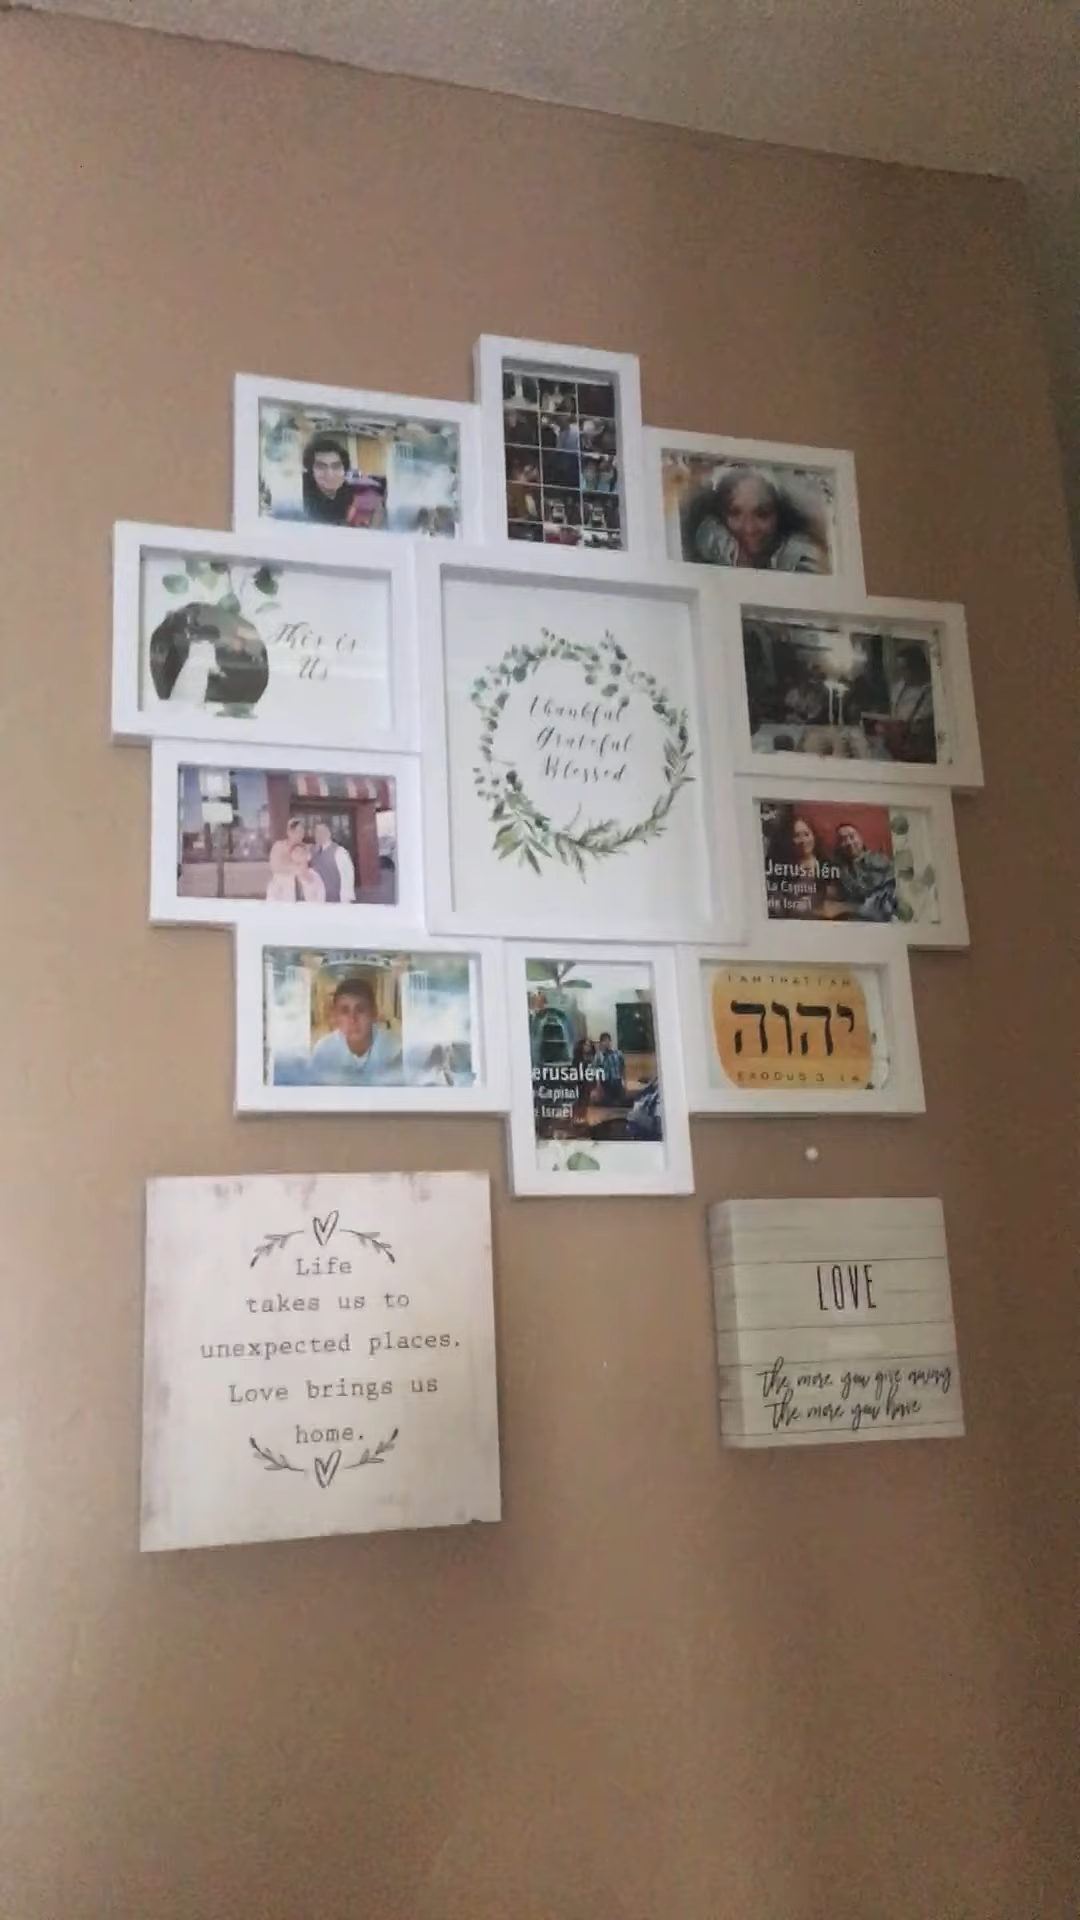 This is
Us
thankful
Grateful
Blessed
Jerusalén
La Capital
de Israel
erusalén
Capital
Israel
I AM THAT I AM
יהוה
EXODUS 3 14
Life
takes us to
unexpected places.
Love brings us
home.
LOVE
the more you give away
the more you have